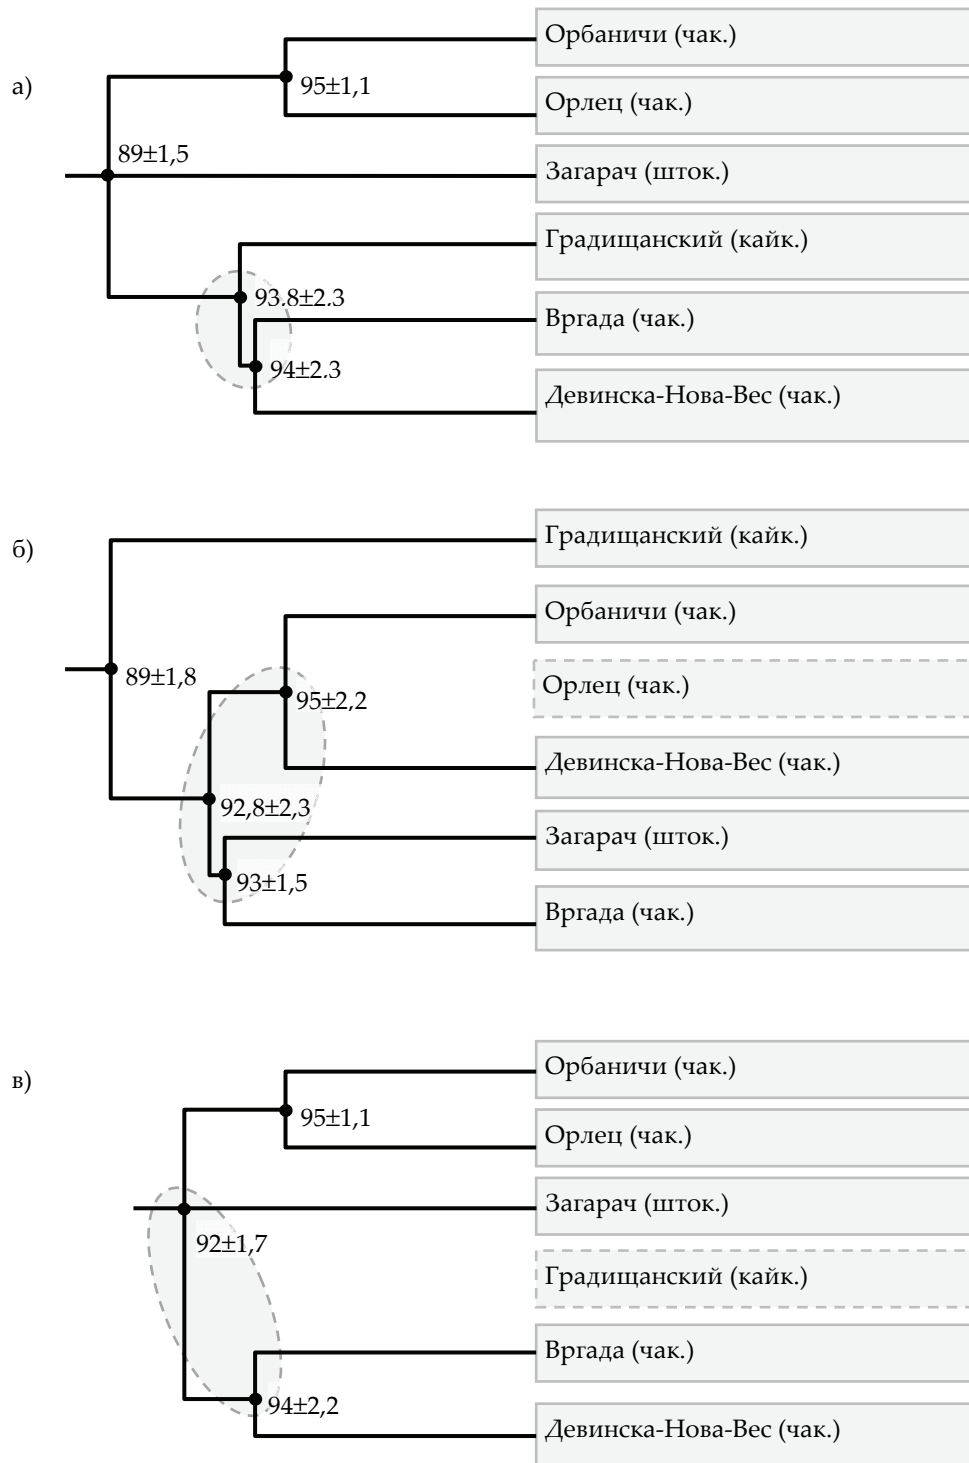 Орбаничи (чак.)
а)
95±1,1
Орлец (чак.)
89±1,5
Загарач (шток.)
Градищанский (кайк.)
93.8±2.3
Вргада (чак.)
94±2.3
Девинска-Нова-Вес (чак.)
б)
Градищанский (кайк.)
Орбаничи (чак.)
89±1,8
95±2,2
Орлец (чак.)
Девинска-Нова-Вес (чак.)
92,8±2,3
Загарач (шток.)
93±1,5
Вргада (чак.)
в)
Орбаничи (чак.)
95±1,1
Орлец (чак.)
Загарач (шток.)
92±1,7
Градищанский (кайк.)
Вргада (чак.)
94±2,2
Девинска-Нова-Вес (чак.)